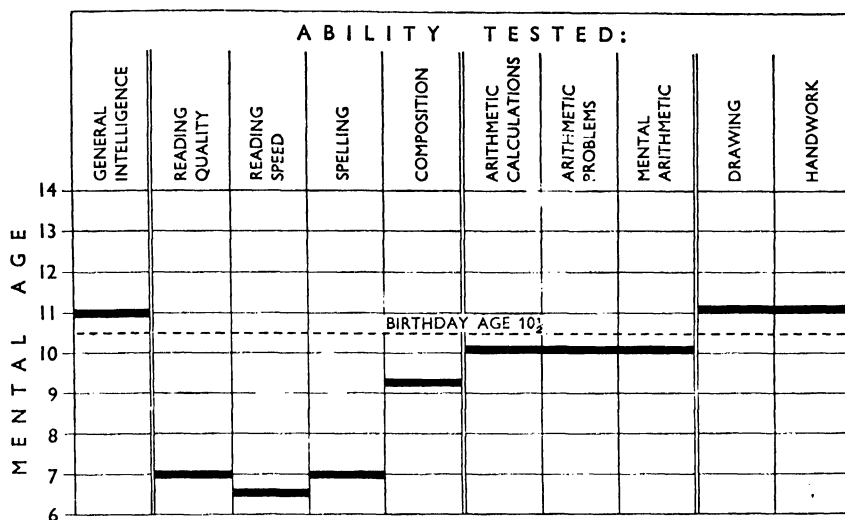 ABILITY TESTED:
GENERAL
INTELLIGENCE
READING
QUALITY
READING
SPEED
SPELLING
COMPOSITION
ARITHMETIC
CALCULATIONS
ARITHMETIC
PROBLEMS
MENTAL
ARITHMETIC
DRAWING
HANDWORK
MENTAL AGE
14
13
12
11
10
9
8
7
6
BIRTHDAY AGE 10½